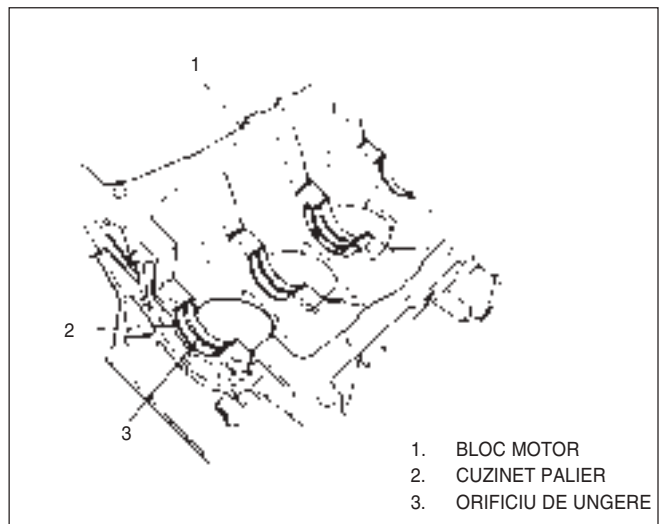 1
2
3
1. BLOC MOTOR
2. CUZINET PALIER
3. ORIFICIU DE UNGERE